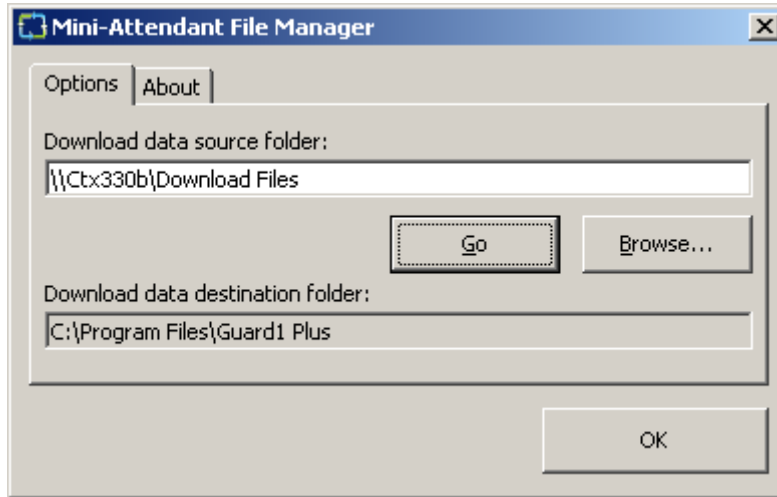 Mini-Attendant File Manager
Options About
Download data source folder:
\\Ctx330b\Download Files
Go Browse...
Download data destination folder:
C:\Program Files\Guard1 Plus
OK